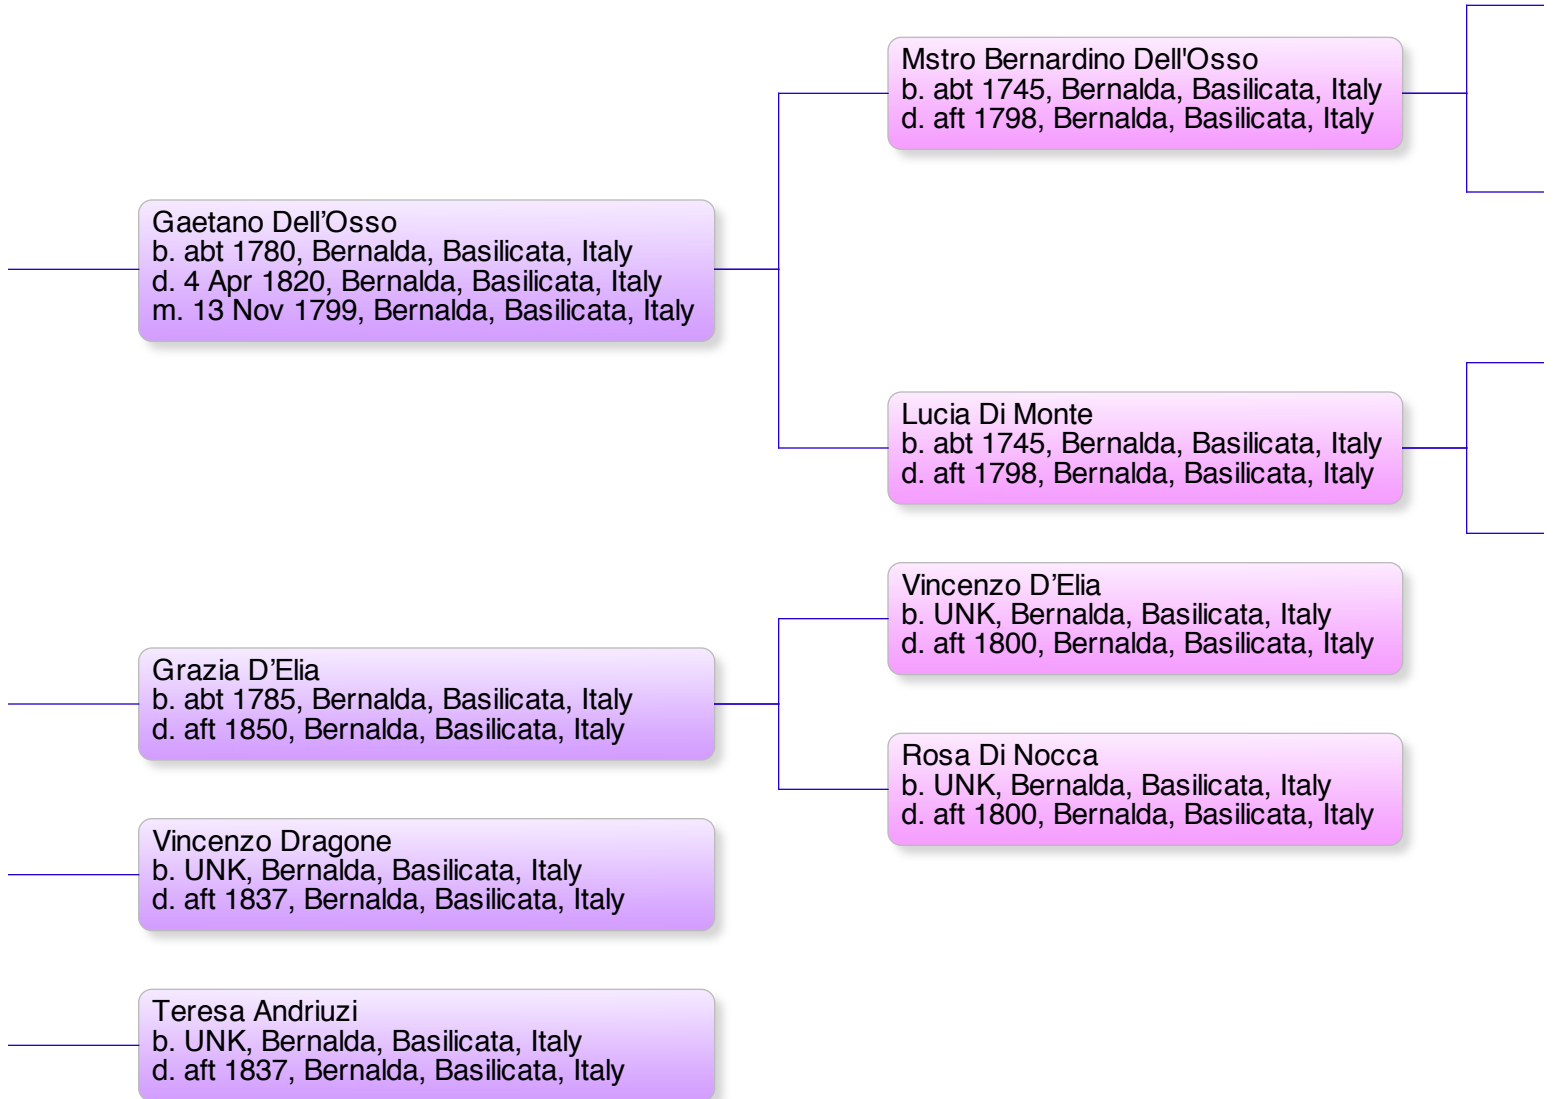 Mstro Bernardino Dell'Osso
b. abt 1745, Bernalda, Basilicata, Italy
d. aft 1798, Bernalda, Basilicata, Italy
Gaetano Dell’Osso
b. abt 1780, Bernalda, Basilicata, Italy
d. 4 Apr 1820, Bernalda, Basilicata, Italy
m. 13 Nov 1799, Bernalda, Basilicata, Italy
Lucia Di Monte
b. abt 1745, Bernalda, Basilicata, Italy
d. aft 1798, Bernalda, Basilicata, Italy
Vincenzo D’Elia
b. UNK, Bernalda, Basilicata, Italy
d. aft 1800, Bernalda, Basilicata, Italy
Grazia D’Elia
b. abt 1785, Bernalda, Basilicata, Italy
d. aft 1850, Bernalda, Basilicata, Italy
Rosa Di Nocca
b. UNK, Bernalda, Basilicata, Italy
d. aft 1800, Bernalda, Basilicata, Italy
Vincenzo Dragone
b. UNK, Bernalda, Basilicata, Italy
d. aft 1837, Bernalda, Basilicata, Italy
Teresa Andriuzi
b. UNK, Bernalda, Basilicata, Italy
d. aft 1837, Bernalda, Basilicata, Italy